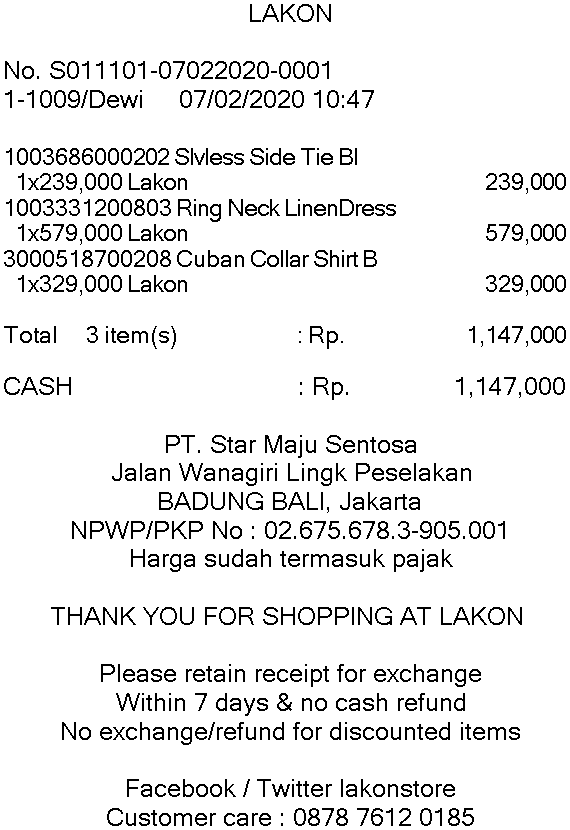 LAKON
No. S011101-07022020-0001
1-1009/Dewi 07/02/2020 10:47
1003686000202 Slvless Side Tie Bl
1x239,000 Lakon 239,000
1003331200803 Ring Neck LinenDress
1x579,000 Lakon 579,000
3000518700208 Cuban Collar Shirt B
1x329,000 Lakon 329,000
Total 3 item(s) : Rp. 1,147,000
CASH : Rp. 1,147,000
PT. Star Maju Sentosa
Jalan Wanagiri Lingk Peselakan
BADUNG BALI, Jakarta
NPWP/PKP No : 02.675.678.3-905.001
Harga sudah termasuk pajak
THANK YOU FOR SHOPPING AT LAKON
Please retain receipt for exchange
Within 7 days & no cash refund
No exchange/refund for discounted items
Facebook / Twitter lakonstore
Customer care : 0878 7612 0185